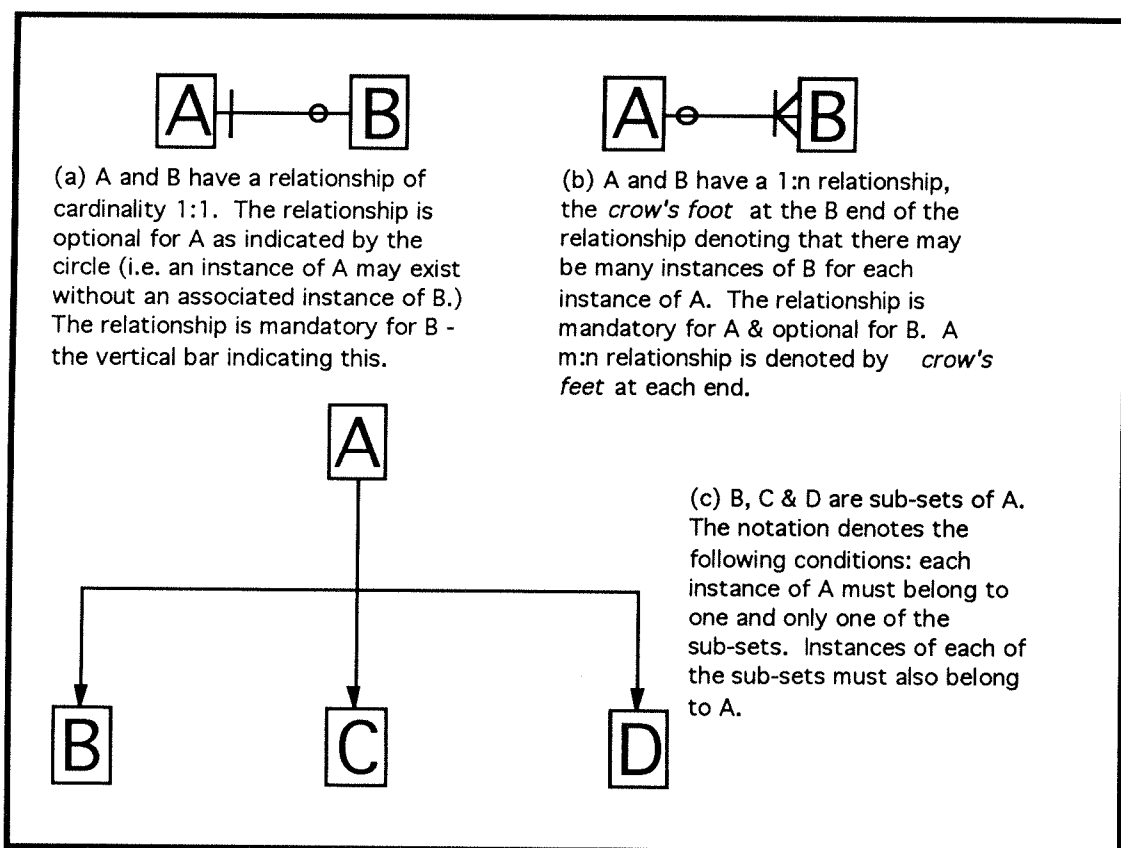 A B
(a) A and B have a relationship of
cardinality 1:1. The relationship is
optional for A as indicated by the
circle (i.e. an instance of A may exist
without an associated instance of B.)
The relationship is mandatory for B -
the vertical bar indicating this.
A B
(b) A and B have a 1:n relationship,
the crow's foot at the B end of the
relationship denoting that there may
be many instances of B for each
instance of A. The relationship is
mandatory for A & optional for B. A
m:n relationship is denoted by crow's
feet at each end.
A
B C D
(c) B, C & D are sub-sets of A.
The notation denotes the
following conditions: each
instance of A must belong to
one and only one of the
sub-sets. Instances of each of
the sub-sets must also belong
to A.